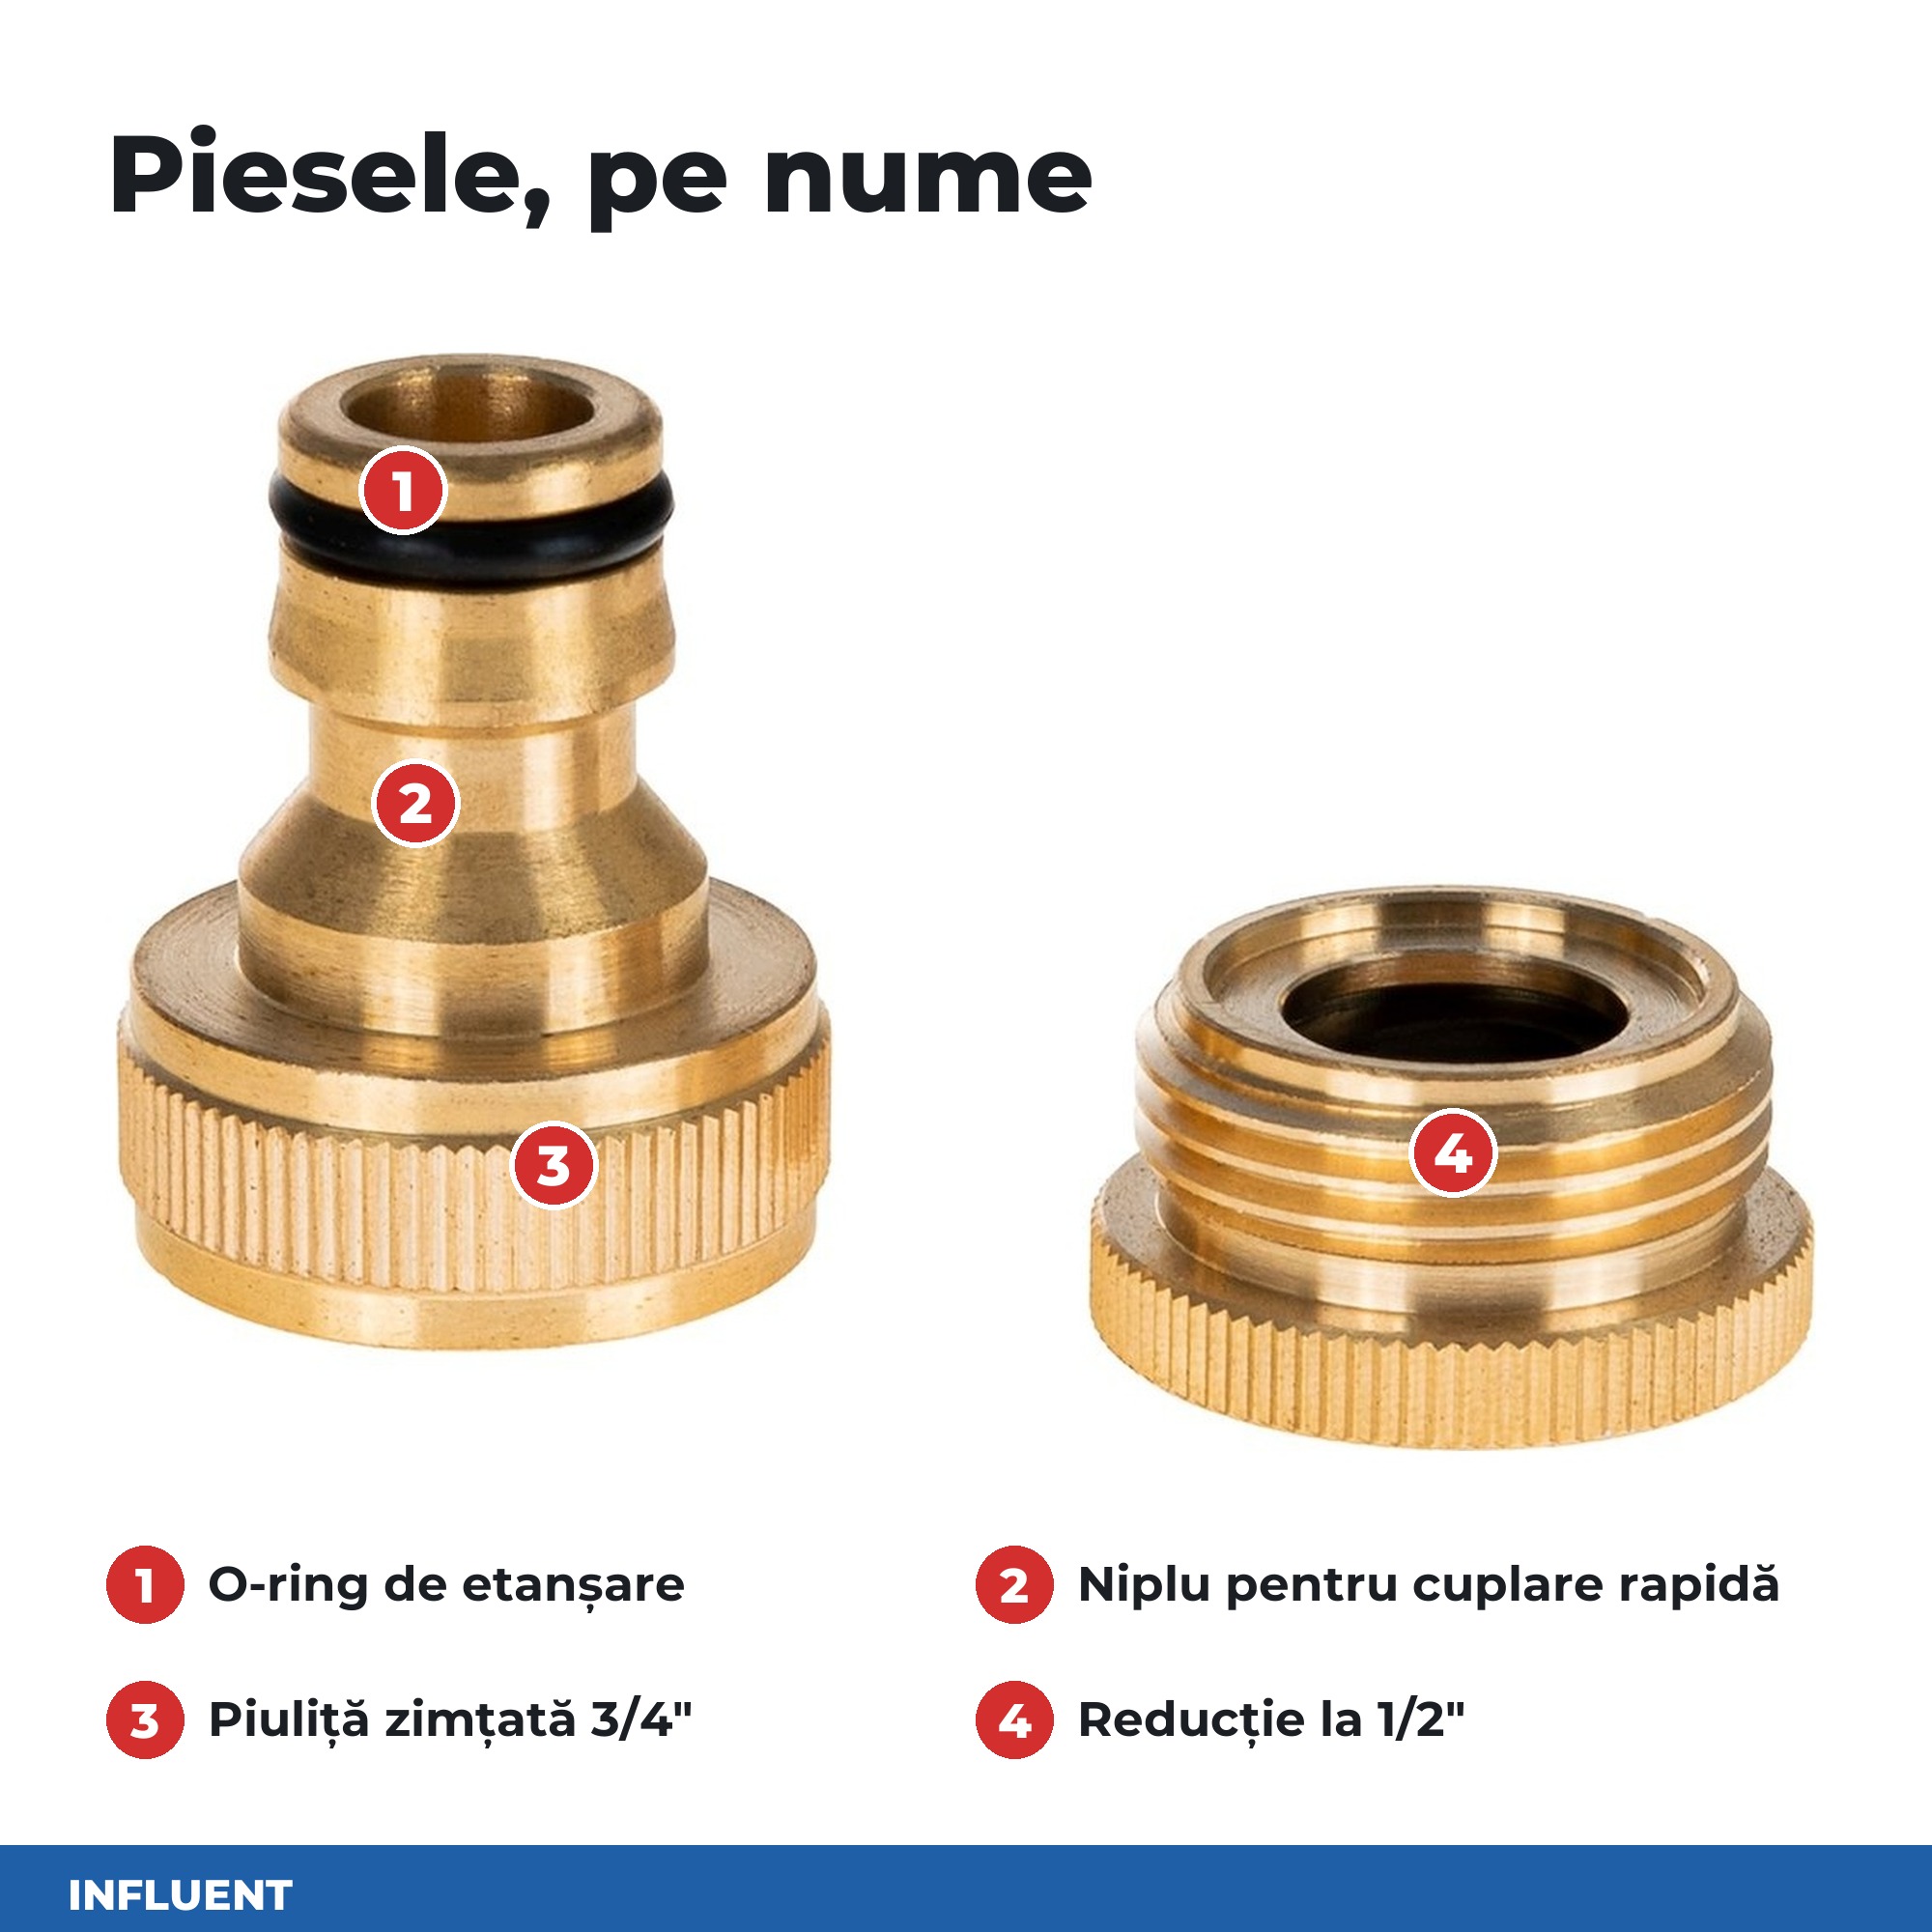 Piesele, pe nume
1
2
3
4
1 O-ring de etanșare
2 Niplu pentru cuplare rapidă
3 Piuliță zimțată 3/4"
4 Reducție la 1/2"
INFLUENT